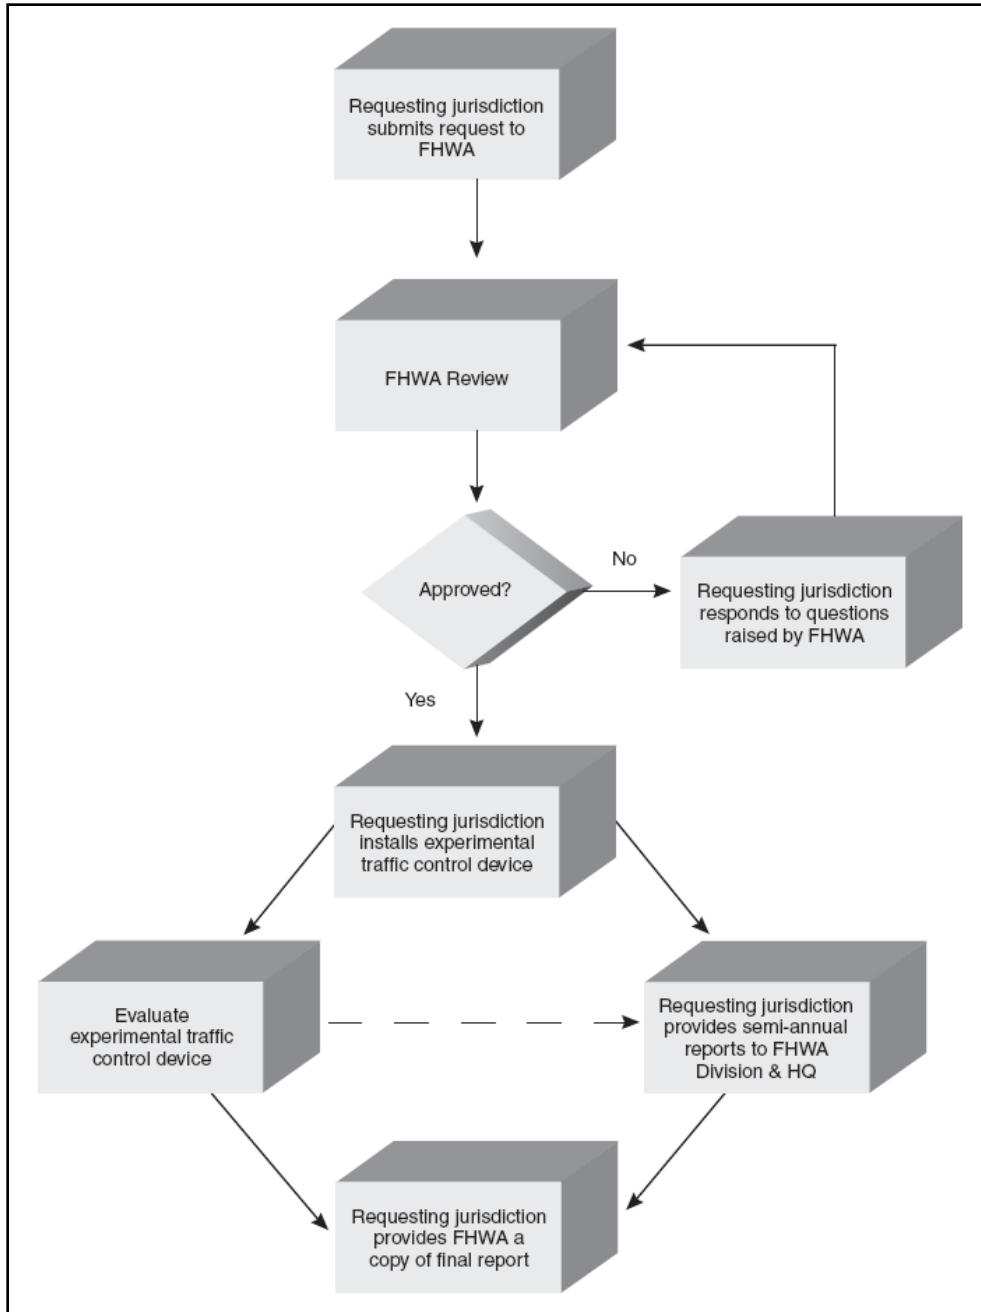 Requesting jurisdiction
submits request to
FHWA
FHWA Review
Approved?
No
Requesting jurisdiction
responds to questions
raised by FHWA
Yes
Requesting jurisdiction
installs experimental
traffic control device
Evaluate
experimental traffic
control device
Requesting jurisdiction
provides semi-annual
reports to FHWA
Division & HQ
Requesting jurisdiction
provides FHWA a
copy of final report